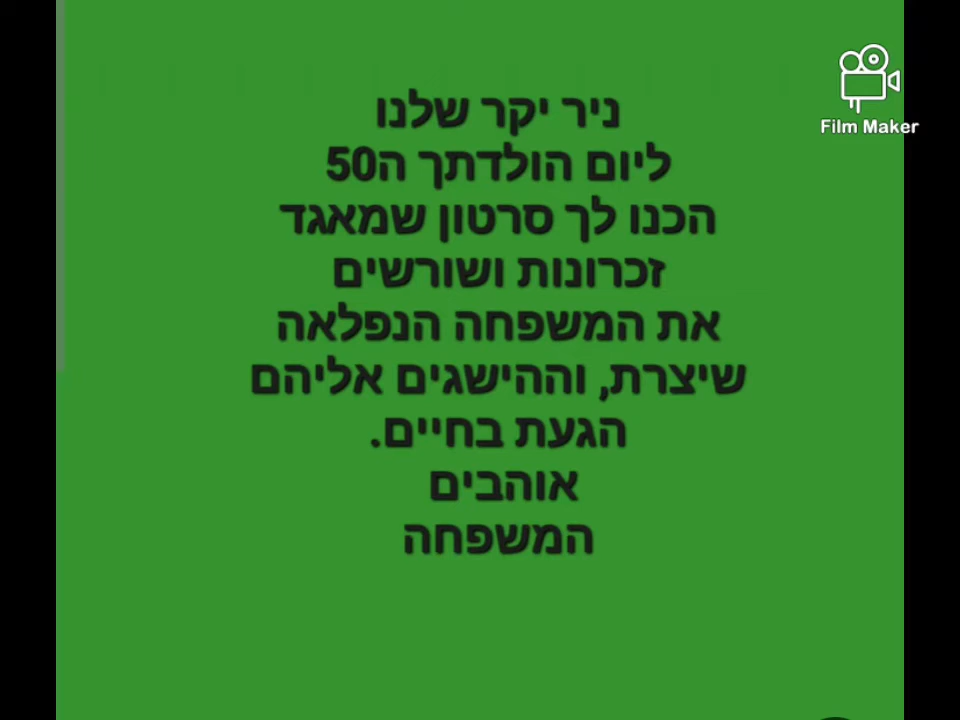 Film Maker
ניר יקר שלנו
ליום הולדתך ה50
הכנו לך סרטון שמאגד
זכרונות ושורשים
את המשפחה הנפלאה
שיצרת, וההישגים אליהם
הגעת בחיים.
אוהבים
המשפחה